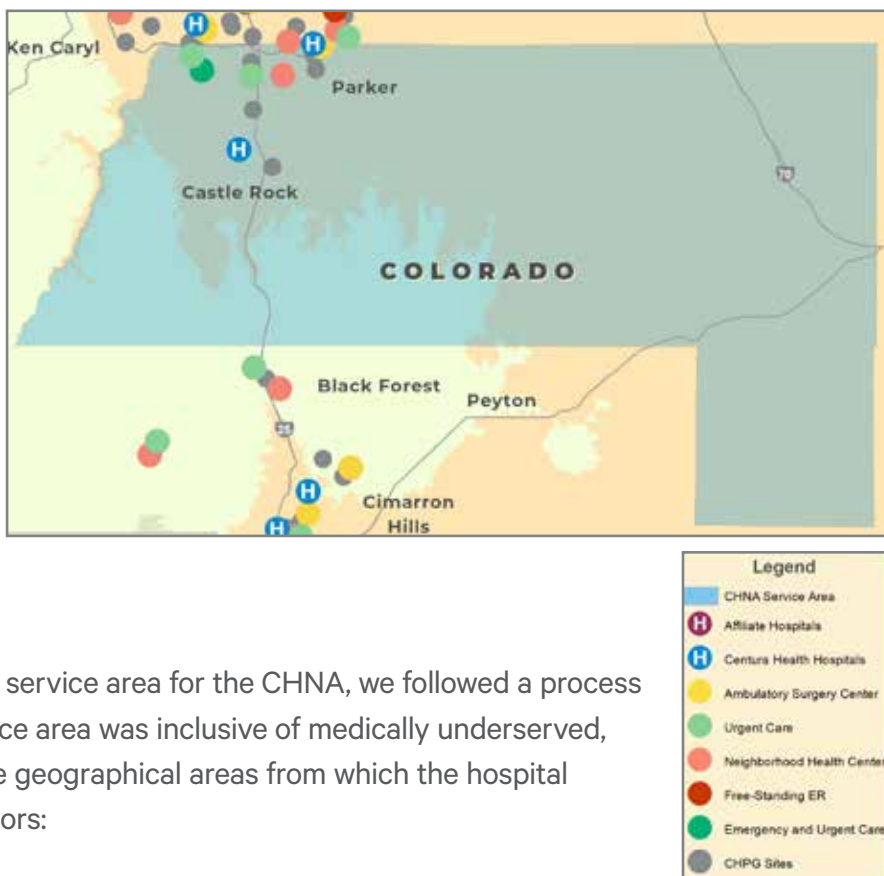 Ken Caryl
H
H
Parker
70
H
Castle Rock
COLORADO
Black Forest
Peyton
25
H
Cimarron
Hills
H
Legend
CHNA Service Area
H Affiliate Hospitals
H Centura Health Hospitals
Ambulatory Surgery Center
Urgent Care
Neighborhood Health Center
Free-Standing ER
Emergency and Urgent Care
CHPG Sites
service area for the CHNA, we followed a process
ce area was inclusive of medically underserved,
e geographical areas from which the hospital
ors: